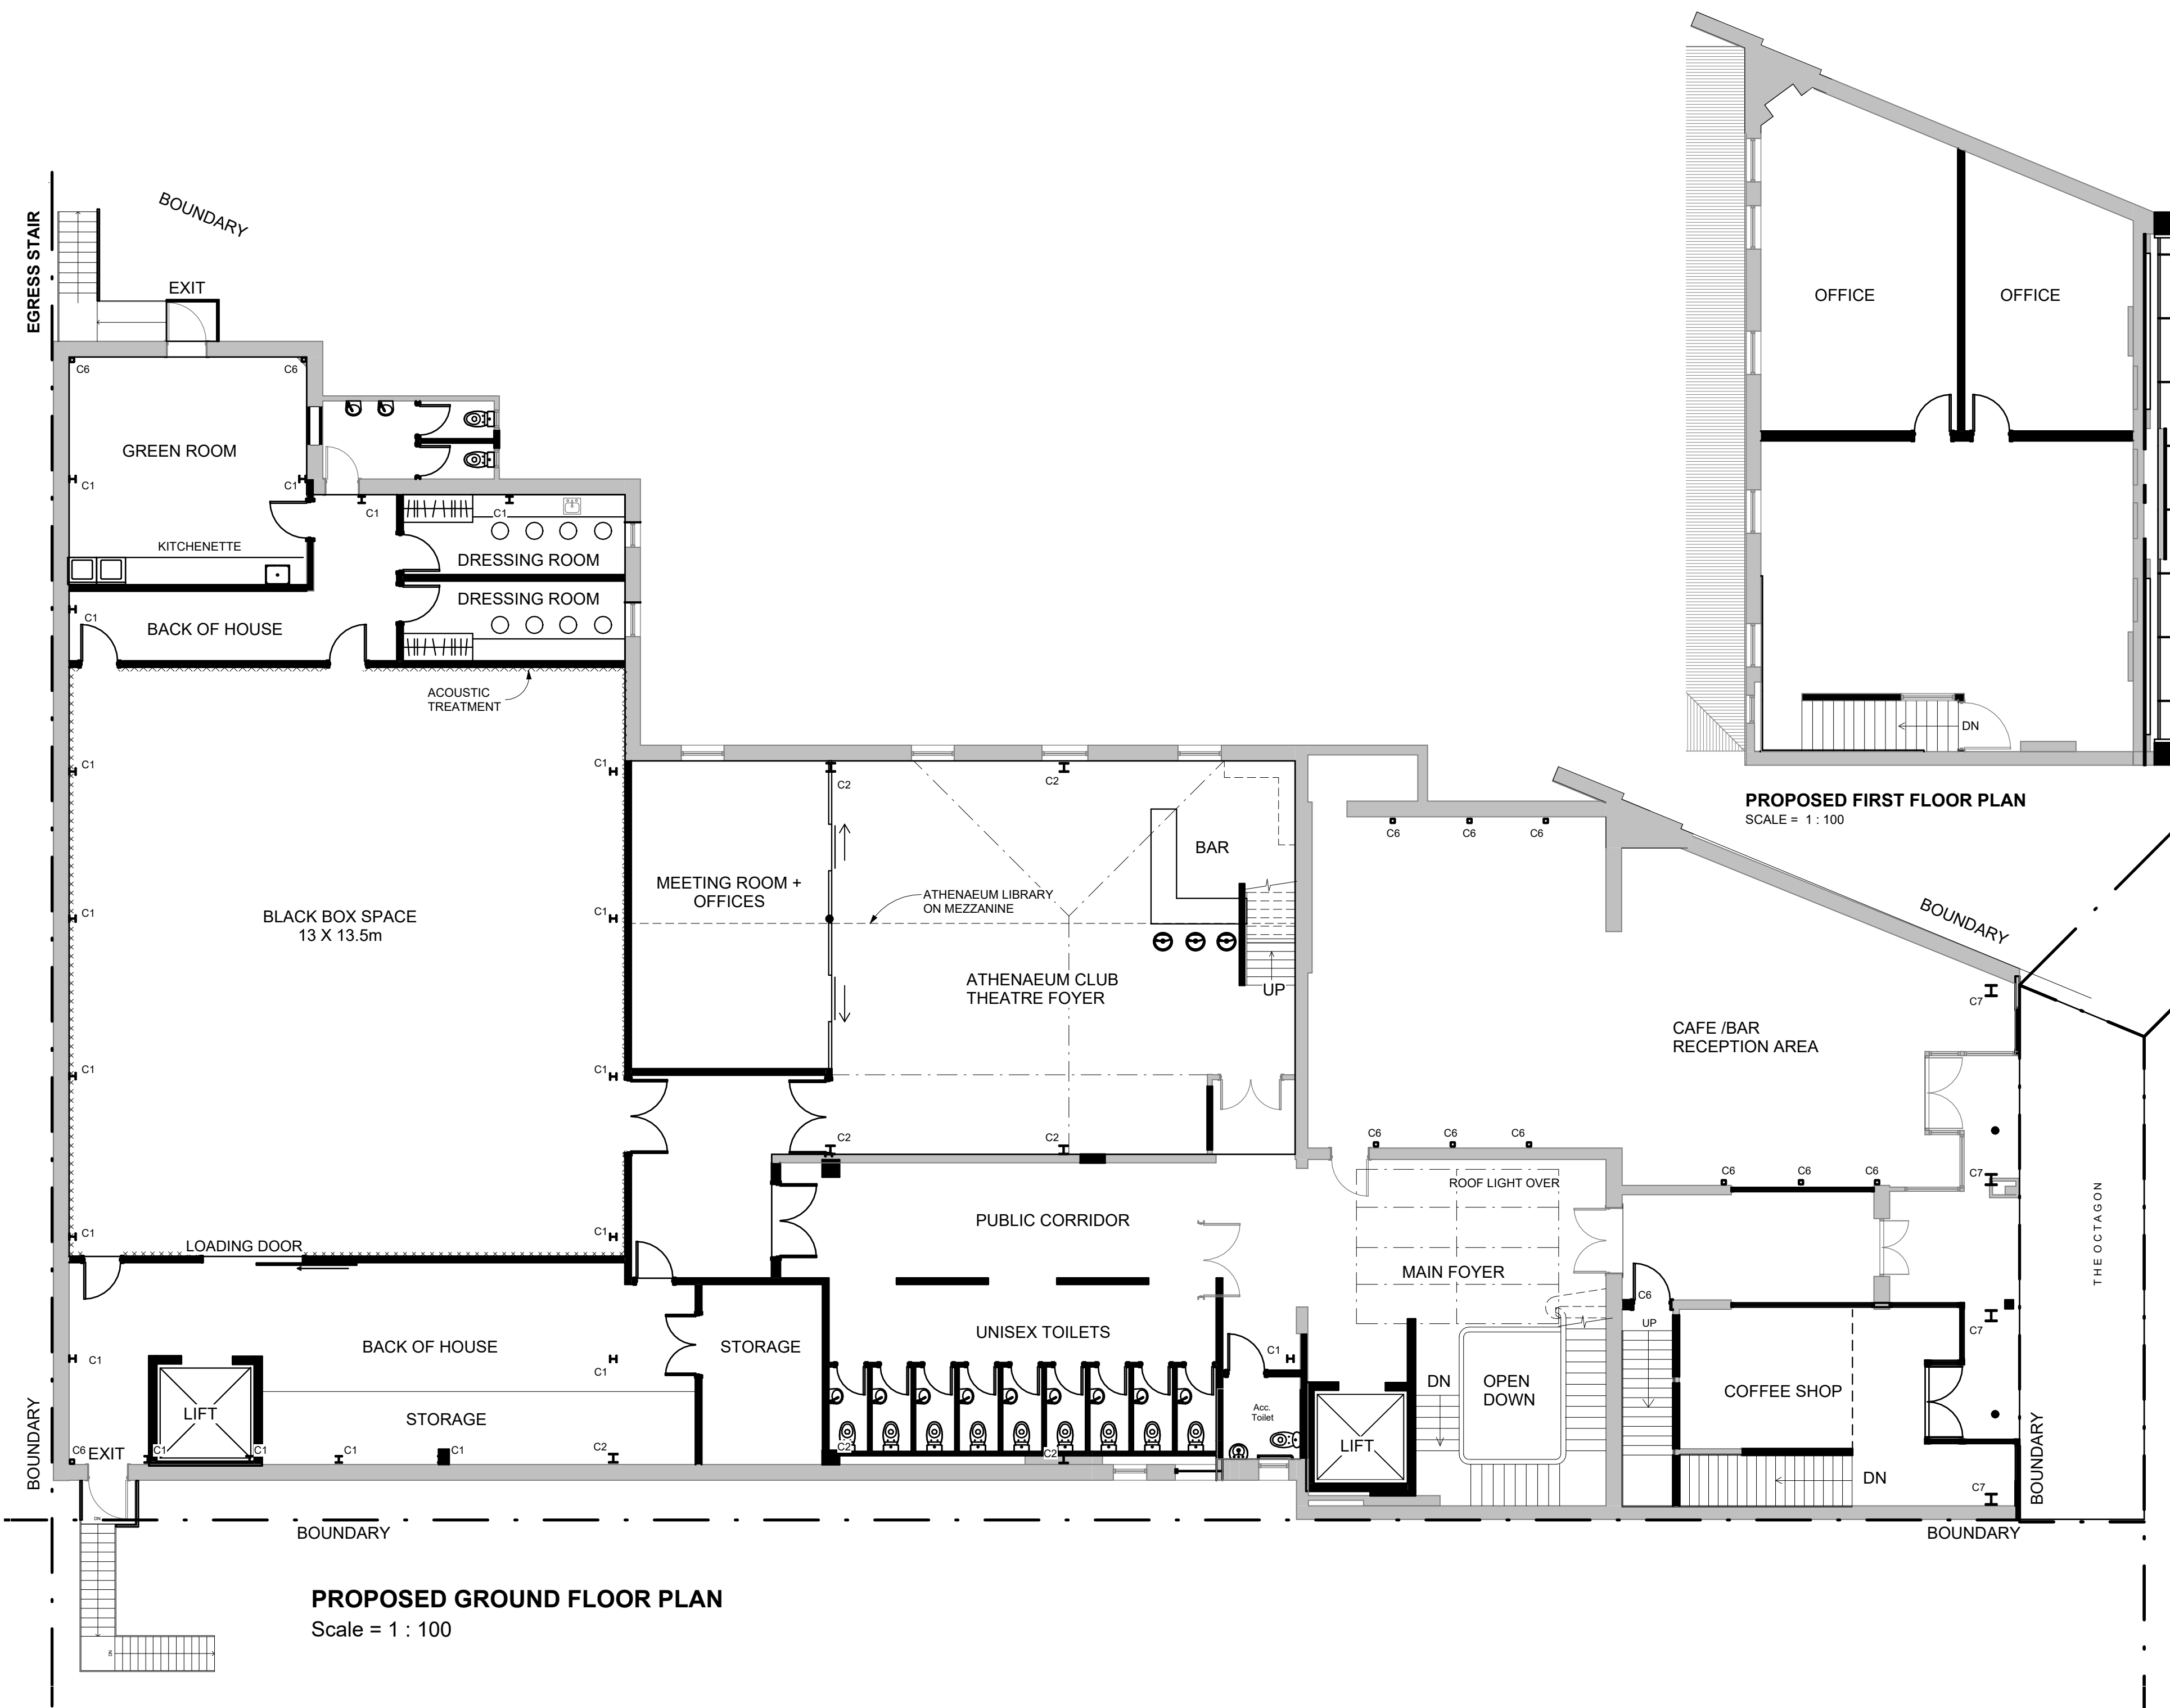 BOUNDARY
EGRESS STAIR
EXIT
OFFICE
OFFICE
C6
C6
GREEN ROOM
C1
C1
C1
C1
KITCHENETTE
DRESSING ROOM
DRESSING ROOM
C1
BACK OF HOUSE
ACOUSTIC
TREATMENT
DN
C1
C1
C2
C2
PROPOSED FIRST FLOOR PLAN
SCALE = 1 : 100
C6
C6
C6
BAR
MEETING ROOM +
OFFICES
ATHENAEUM LIBRARY
ON MEZZANINE
BLACK BOX SPACE
13 X 13.5m
C1
C1
BOUNDARY
ATHENAEUM CLUB
THEATRE FOYER
UP
C7
CAFE /BAR
RECEPTION AREA
C1
C1
C2
C2
C6
C6
C6
C6
C6
C6
C7
ROOF LIGHT OVER
PUBLIC CORRIDOR
THE OCTAGON
C1
C1
LOADING DOOR
MAIN FOYER
C6
C7
UP
BACK OF HOUSE
STORAGE
UNISEX TOILETS
C1
C1
C1
DN
OPEN
DOWN
COFFEE SHOP
LIFT
STORAGE
Acc.
Toilet
LIFT
BOUNDARY
C6
EXIT
C1
C1
C1
C1
C2
C2
C2
DN
C7
BOUNDARY
DN
BOUNDARY
BOUNDARY
PROPOSED GROUND FLOOR PLAN
Scale = 1 : 100
DN